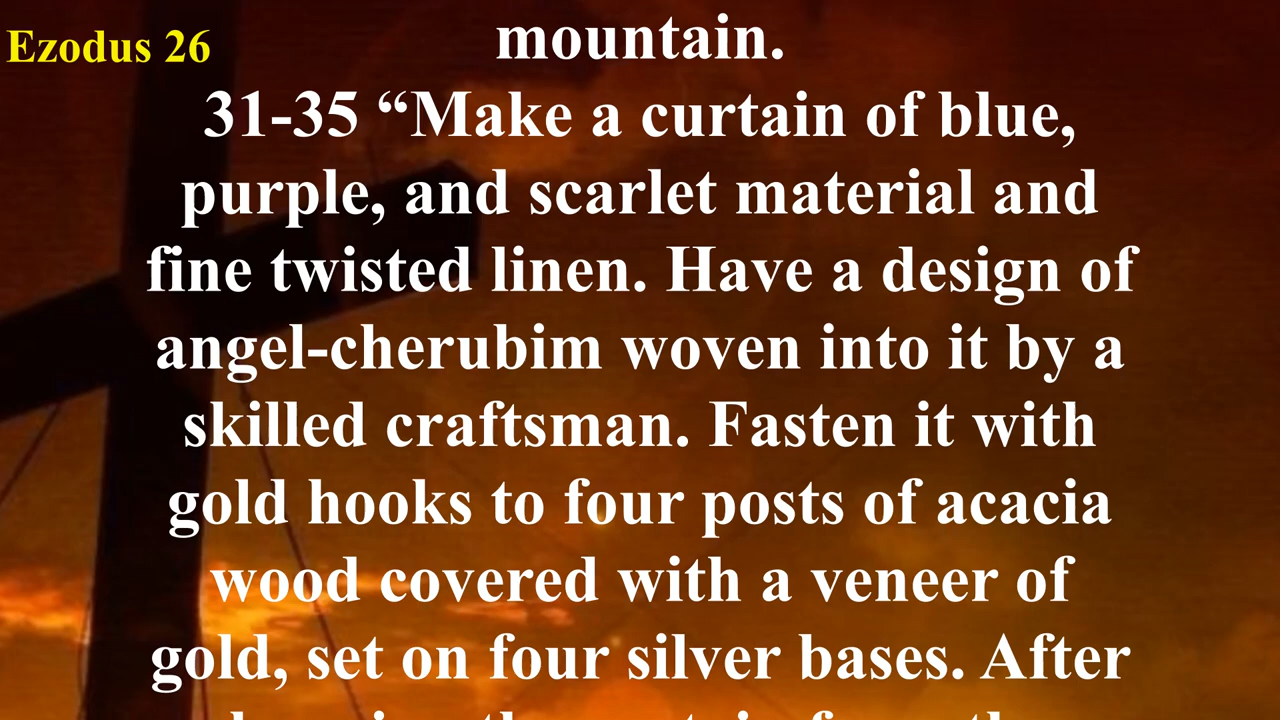 Ezodus 26
mountain.
31-35 “Make a curtain of blue,
purple, and scarlet material and
fine twisted linen. Have a design of
angel-cherubim woven into it by a
skilled craftsman. Fasten it with
gold hooks to four posts of acacia
wood covered with a veneer of
gold, set on four silver bases. After